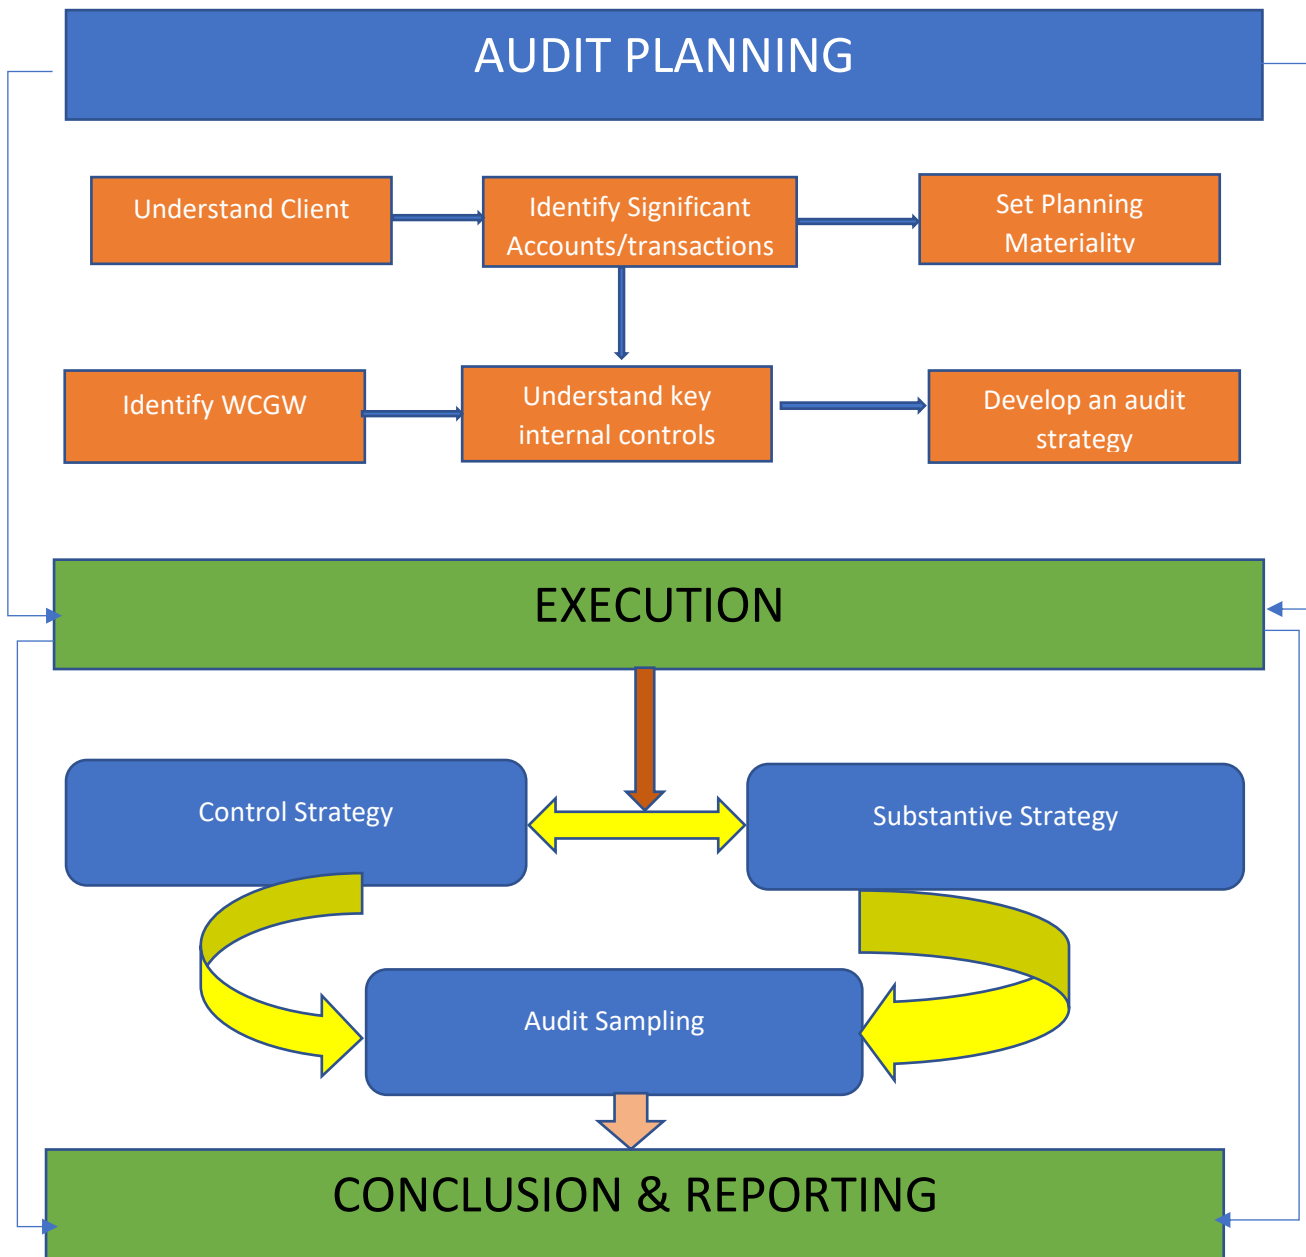 AUDIT PLANNING
Understand Client
Identify Significant
Accounts/transactions
Set Planning
Materiality
Identify WCGW
Understand key
internal controls
Develop an audit
strategy
EXECUTION
Control Strategy
Substantive Strategy
Audit Sampling
CONCLUSION & REPORTING